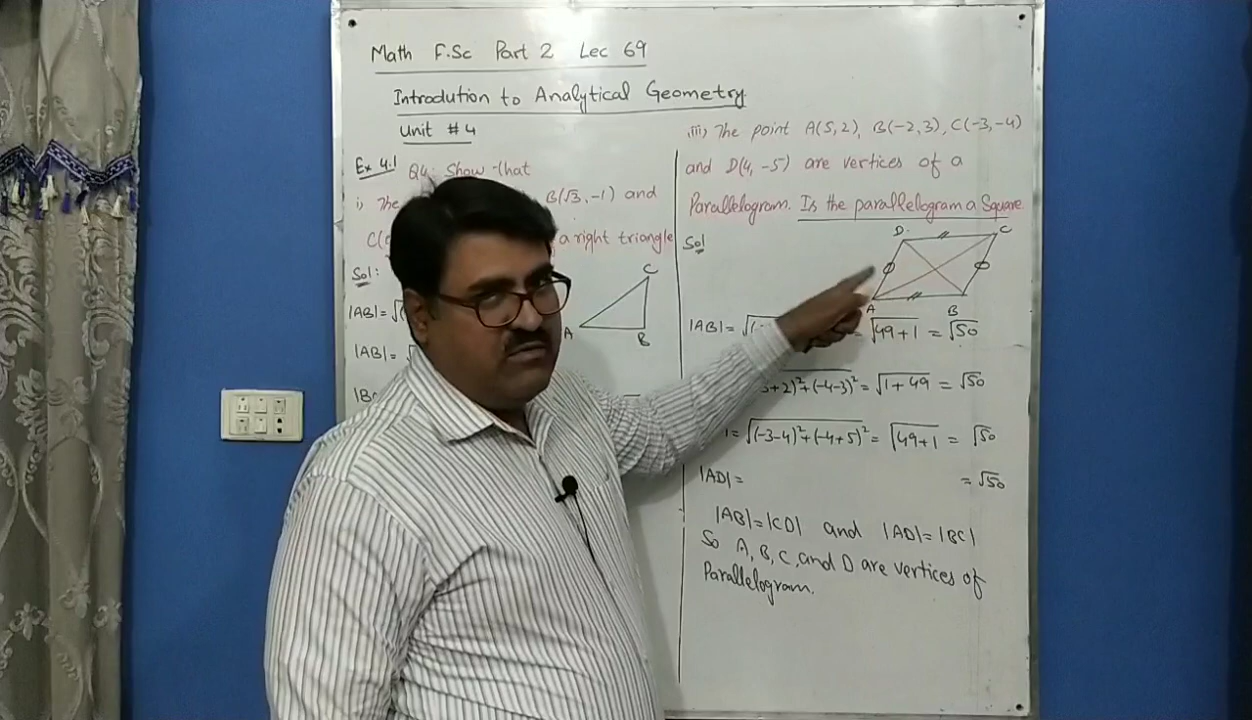 Math F.Sc Part 2 Lec 69
Introdution to Analytical Geometry
Unit # 4
Ex 4.1 Q4: Show that
i) The B(√3, -1) and
C( a right triangle
Sol:
|AB| = √(
|AB| =
C
A
B
iii) The point A(5,2), B(-2,3), C(-3,-4)
and D(4, -5) are vertices of a
Parallelogram. Is the parallelogram a Square
Sol
D
C
A
B
|AB| = √( = √49+1 = √50
+2)²+(-4-3)² = √1+49 = √50
= √(-3-4)²+(-4+5)² = √49+1 = √50
|AD| = = √50
|AB|=|CD| and |AD|=|BC|
So A, B, C, and D are vertices of
Parallelogram.